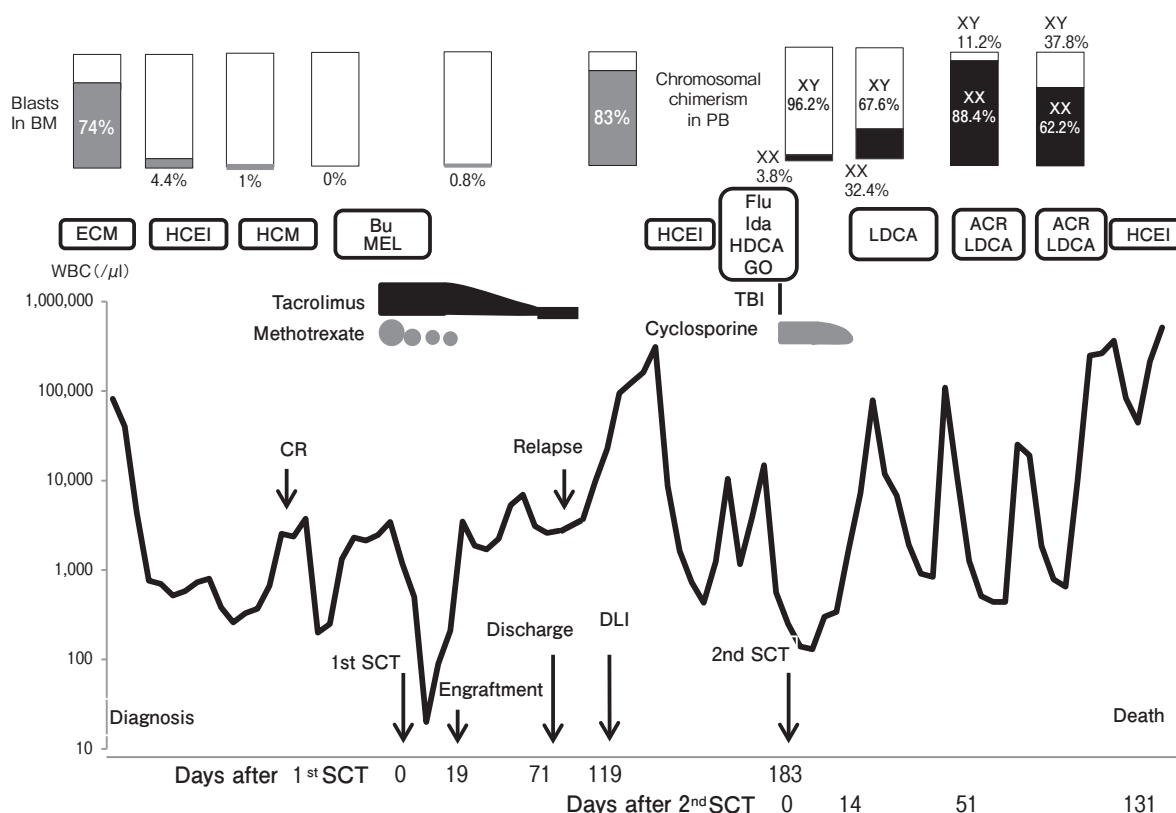 Blasts
In BM
74%
4.4%
1%
0%
0.8%
83%
Chromosomal
chimerism
in PB
XY
96.2%
XX
3.8%
XY
67.6%
XX
32.4%
XY
11.2%
XX
88.4%
XY
37.8%
XX
62.2%
ECM
HCEI
HCM
Bu
MEL
HCEI
Flu
Ida
HDCA
GO
LDCA
ACR
LDCA
ACR
LDCA
HCEI
WBC (/µl)
Tacrolimus
Methotrexate
TBI
Cyclosporine
1,000,000
100,000
10,000
1,000
100
10
CR
Relapse
1st SCT
Engraftment
Discharge
DLI
2nd SCT
Diagnosis
Death
Days after 1st SCT 0 19 71 119 183
Days after 2nd SCT 0 14 51 131